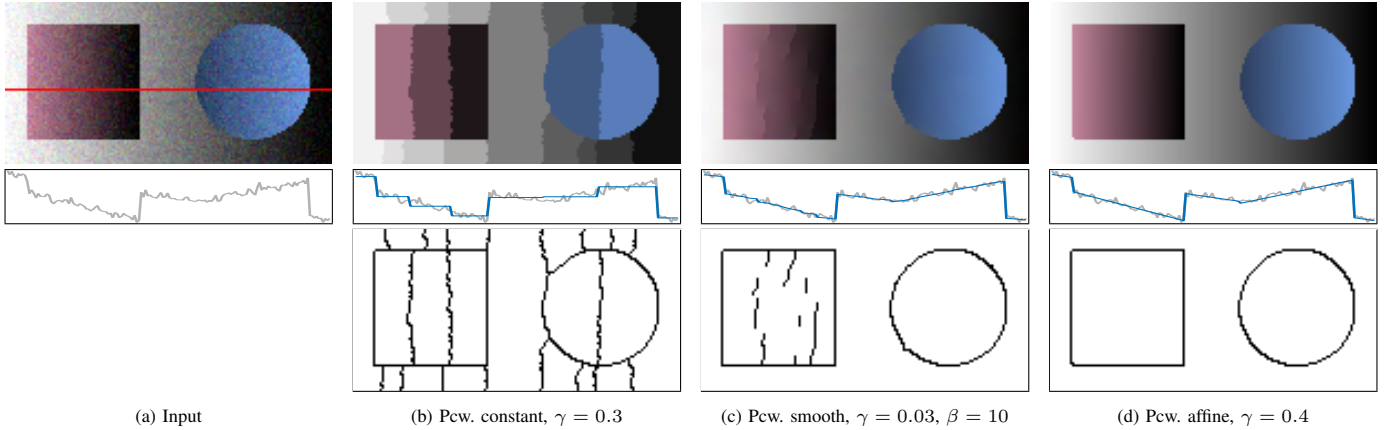 (a) Input
(b) Pcw. constant, γ = 0.3
(c) Pcw. smooth, γ = 0.03, β = 10
(d) Pcw. affine, γ = 0.4